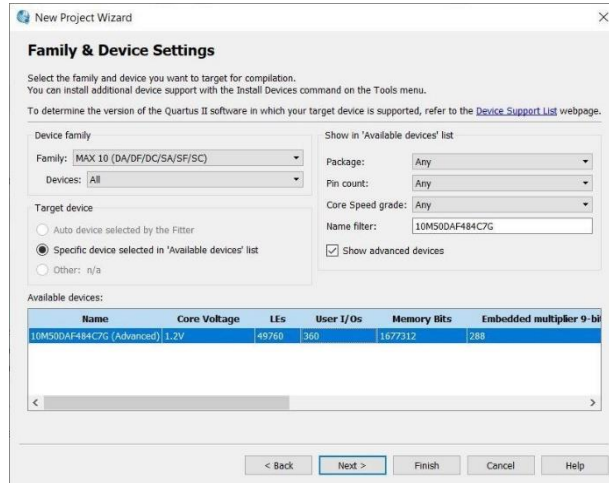 New Project Wizard
Family & Device Settings
Select the family and device you want to target for compilation.
You can install additional device support with the Install Devices command on the Tools menu.
To determine the version of the Quartus II software in which your target device is supported, refer to the Device Support List webpage.
Device family
Family: MAX 10 (DA/DF/DC/SA/SF/SC)
Devices: All
Target device
Auto device selected by the Fitter
Specific device selected in 'Available devices' list
Other: n/a
Show in 'Available devices' list
Package: Any
Pin count: Any
Core Speed grade: Any
Name filter: 10M50DAF484C7G
Show advanced devices
Available devices:
Name Core Voltage LEs User I/Os Memory Bits Embedded multiplier 9-bi
10M50DAF484C7G (Advanced) 1.2V 49760 360 1677312 288
< Back Next > Finish Cancel Help